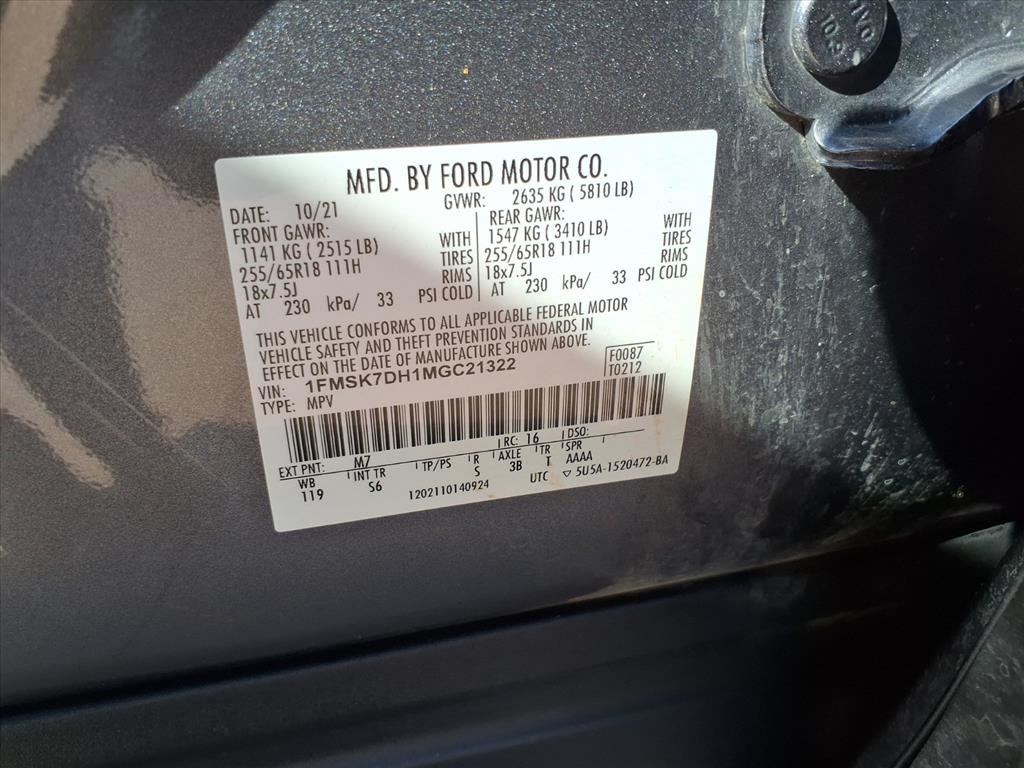 10.9
MFD. BY FORD MOTOR CO.
DATE: 10/21 GVWR: 2635 KG ( 5810 LB)
FRONT GAWR: REAR GAWR:
1141 KG ( 2515 LB) WITH 1547 KG ( 3410 LB) WITH
255/65R18 111H TIRES 255/65R18 111H TIRES
18x7.5J RIMS 18x7.5J RIMS
AT 230 kPa/ 33 PSI COLD AT 230 kPa/ 33 PSI COLD
THIS VEHICLE CONFORMS TO ALL APPLICABLE FEDERAL MOTOR
VEHICLE SAFETY AND THEFT PREVENTION STANDARDS IN
EFFECT ON THE DATE OF MANUFACTURE SHOWN ABOVE.
VIN: 1FMSK7DH1MGC21322 F0087
TYPE: MPV T0212
EXT PNT: M7 RC: 16 DSO:
WB INT TR TP/PS R AXLE TR SPR
119 S6 S 3B T AAAA
1202110140924 UTC ▽ 5U5A-1520472-BA